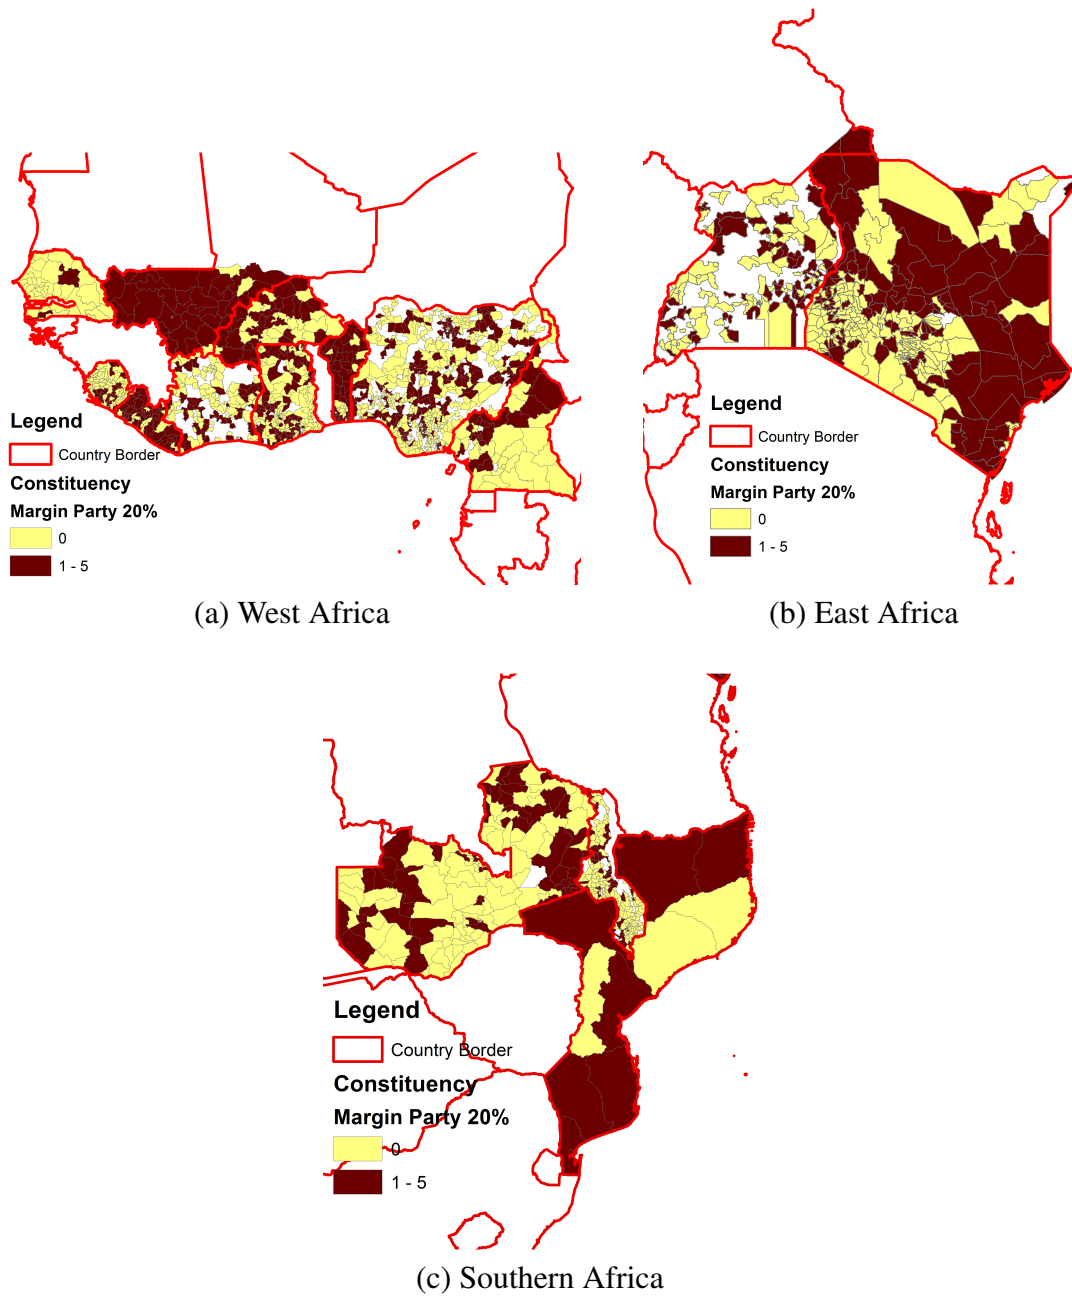 Legend
Country Border
Constituency
Margin Party 20%
0
1 - 5
(a) West Africa
Legend
Country Border
Constituency
Margin Party 20%
0
1 - 5
(b) East Africa
Legend
Country Border
Constituency
Margin Party 20%
0
1 - 5
(c) Southern Africa